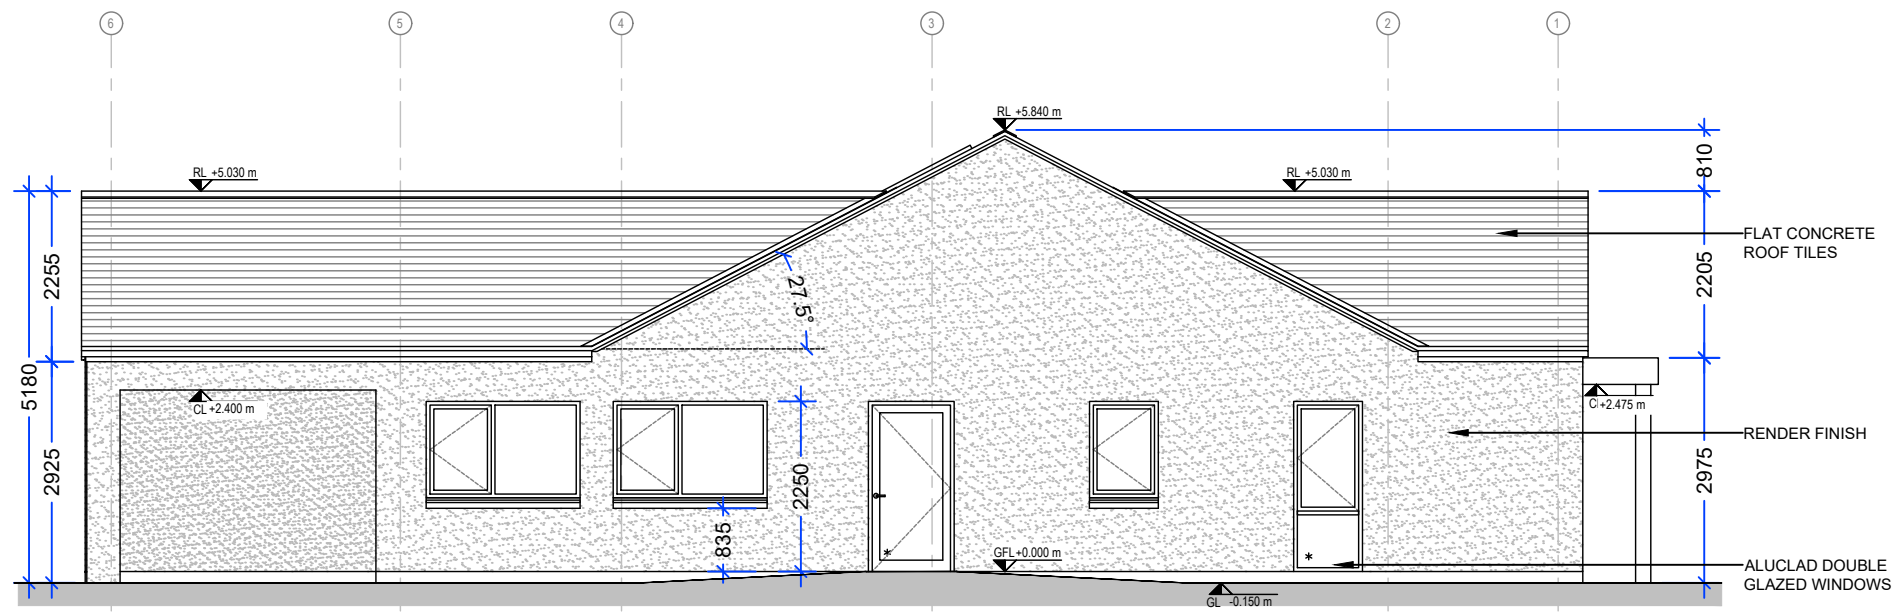 6
5
4
3
2
1
RL +5.840 m
RL +5.030 m
RL +5.030 m
810
FLAT CONCRETE
ROOF TILES
2255
2205
27.5°
5180
CL +2.400 m
+2.475 m
RENDER FINISH
2925
2250
2975
835
GFL+0.000 m
ALUCLAD DOUBLE
GLAZED WINDOWS
GL -0.150 m